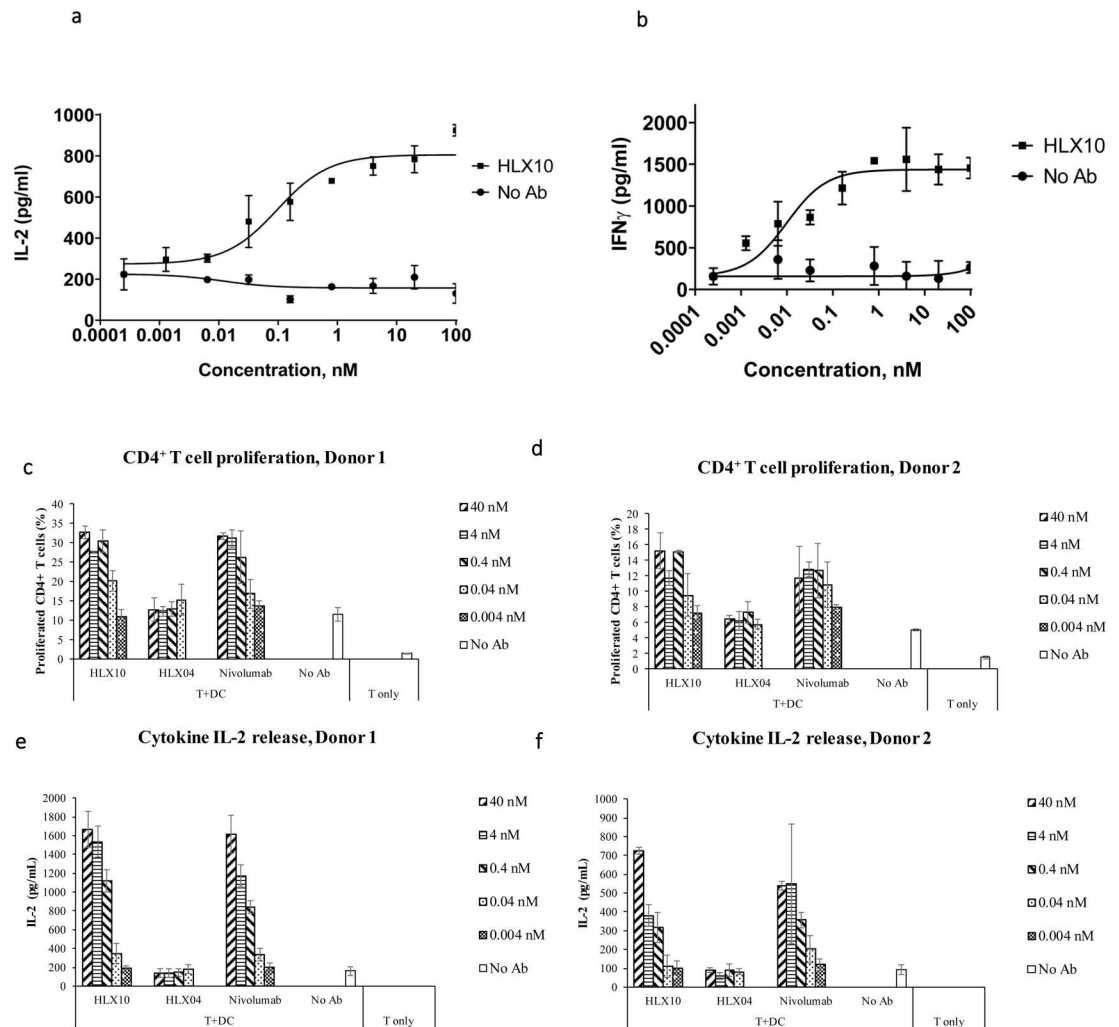 a
1000
800
600
400
200
0
IL-2 (pg/ml)
0.0001 0.001 0.01 0.1 1 10 100
Concentration, nM
HLX10
No Ab
b
2000
1500
1000
500
0
IFNγ (pg/ml)
0.0001 0.001 0.01 0.1 1 10 100
Concentration, nM
HLX10
No Ab
c
CD4+ T cell proliferation, Donor 1
40
35
30
25
20
15
10
5
0
Proliferated CD4+ T cells (%)
HLX10 HLX04 Nivolumab No Ab
T+DC T only
40 nM
4 nM
0.4 nM
0.04 nM
0.004 nM
No Ab
d
CD4+ T cell proliferation, Donor 2
20
18
16
14
12
10
8
6
4
2
0
Proliferated CD4+ T cells (%)
HLX10 HLX04 Nivolumab No Ab
T+DC T only
40 nM
4 nM
0.4 nM
0.04 nM
0.004 nM
No Ab
e
Cytokine IL-2 release, Donor 1
2000
1800
1600
1400
1200
1000
800
600
400
200
0
IL-2 (pg/mL)
HLX10 HLX04 Nivolumab No Ab
T+DC T only
40 nM
4 nM
0.4 nM
0.04 nM
0.004 nM
No Ab
f
Cytokine IL-2 release, Donor 2
1000
900
800
700
600
500
400
300
200
100
0
IL-2 (pg/mL)
HLX10 HLX04 Nivolumab No Ab
T+DC T only
40 nM
4 nM
0.4 nM
0.04 nM
0.004 nM
No Ab